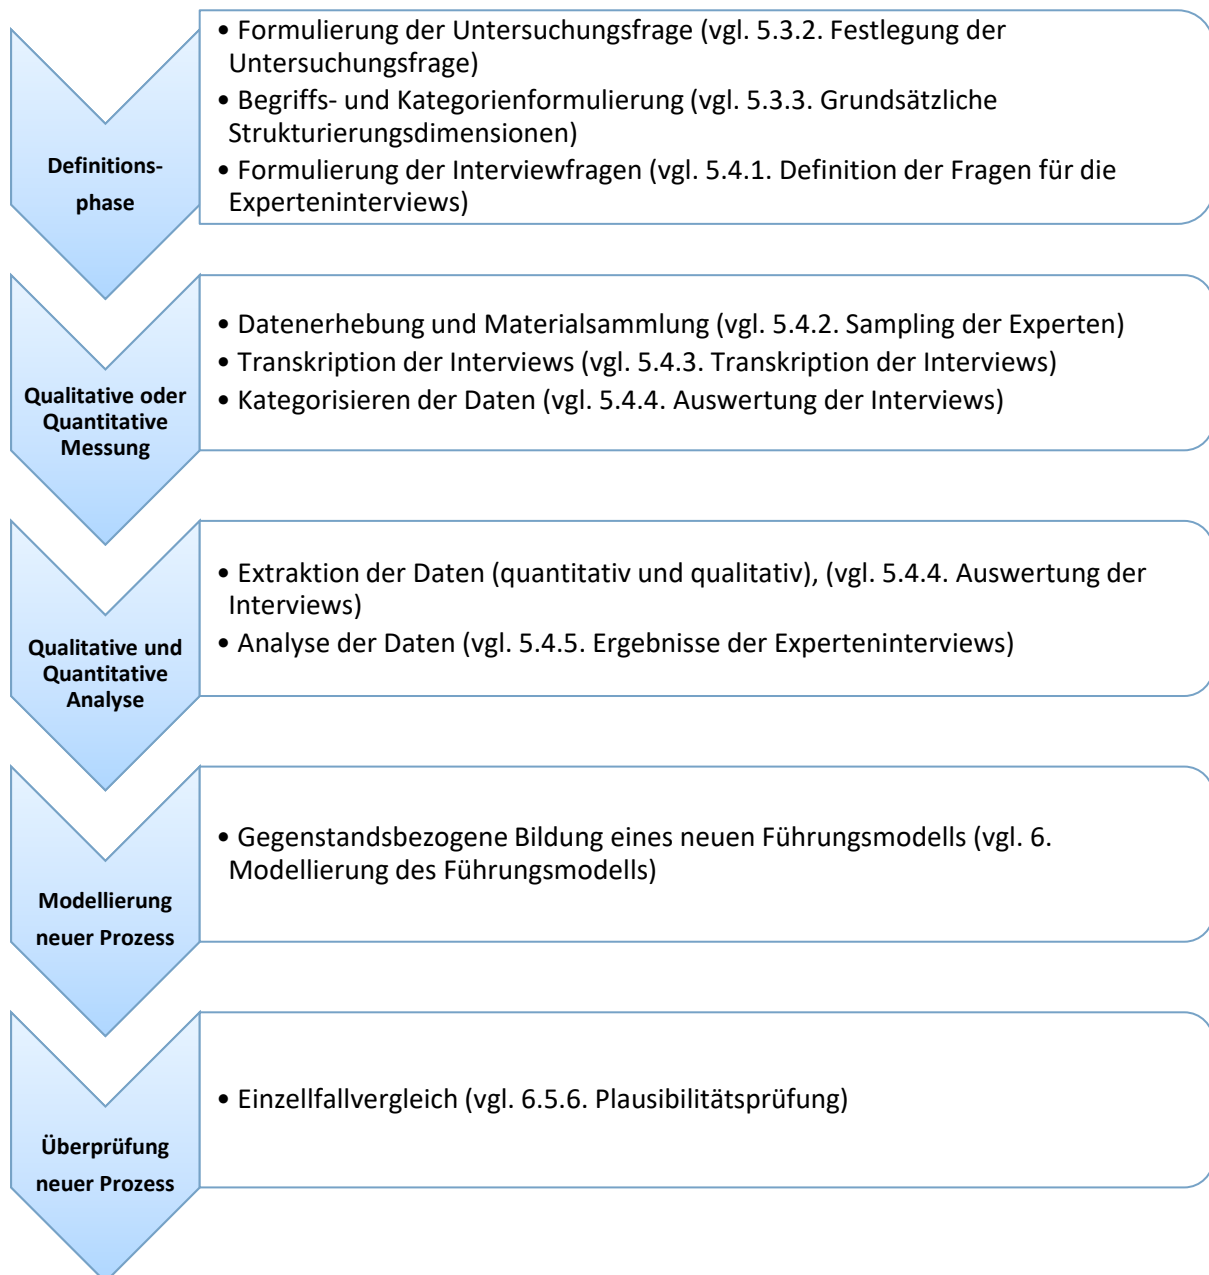 • Formulierung der Untersuchungsfrage (vgl. 5.3.2. Festlegung der
Untersuchungsfrage)
• Begriffs- und Kategorienformulierung (vgl. 5.3.3. Grundsätzliche
Strukturierungsdimensionen)
• Formulierung der Interviewfragen (vgl. 5.4.1. Definition der Fragen für die
Experteninterviews)
Definitions-
phase
• Datenerhebung und Materialsammlung (vgl. 5.4.2. Sampling der Experten)
• Transkription der Interviews (vgl. 5.4.3. Transkription der Interviews)
• Kategorisieren der Daten (vgl. 5.4.4. Auswertung der Interviews)
Qualitative oder
Quantitative
Messung
• Extraktion der Daten (quantitativ und qualitativ), (vgl. 5.4.4. Auswertung der
Interviews)
• Analyse der Daten (vgl. 5.4.5. Ergebnisse der Experteninterviews)
Qualitative und
Quantitative
Analyse
• Gegenstandsbezogene Bildung eines neuen Führungsmodells (vgl. 6.
Modellierung des Führungsmodells)
Modellierung
neuer Prozess
• Einzellfallvergleich (vgl. 6.5.6. Plausibilitätsprüfung)
Überprüfung
neuer Prozess